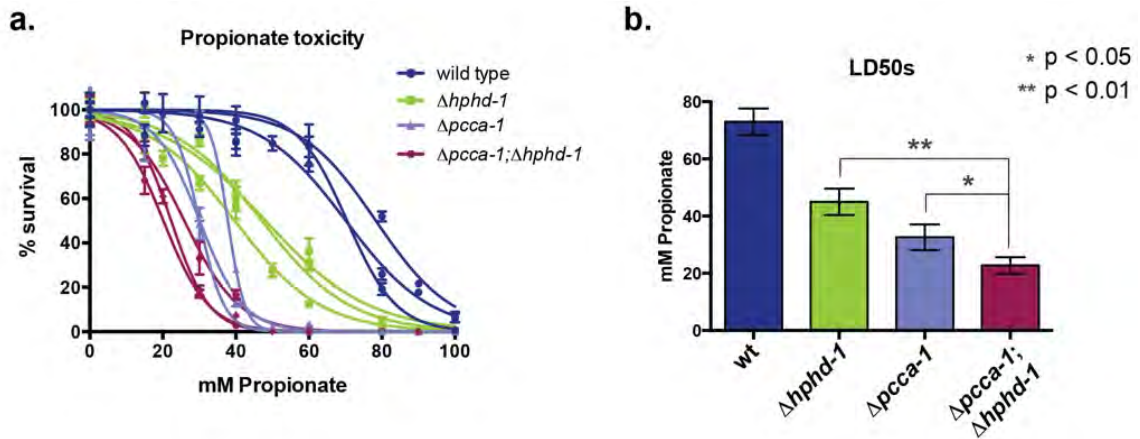 a.
Propionate toxicity
wild type
Δhphd-1
Δpcca-1
Δpcca-1;Δhphd-1
% survival
100
80
60
40
20
0
0 20 40 60 80 100
mM Propionate
b.
LD50s
* p < 0.05
** p < 0.01
mM Propionate
80
60
40
20
0
**
*
wt
Δhphd-1
Δpcca-1
Δpcca-1;
Δhphd-1